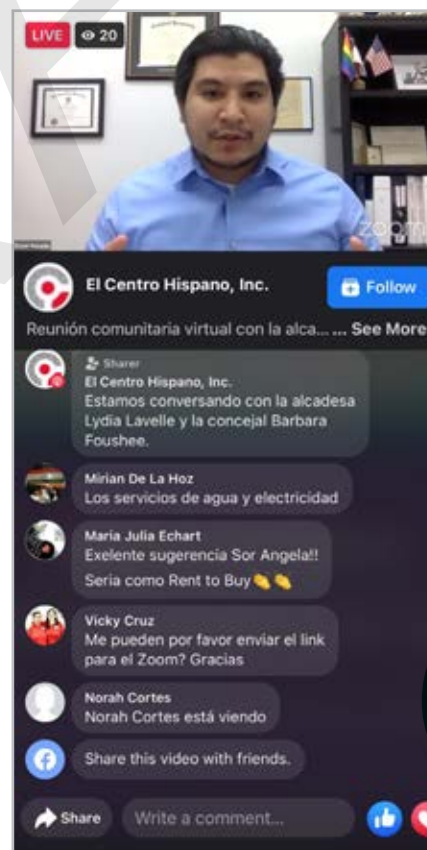 LIVE
20
zoom
El Centro Hispano, Inc.
Follow
Reunión comunitaria virtual con la alca... ... See More
Sharer
El Centro Hispano, Inc.
Estamos conversando con la alcadesa
Lydia Lavelle y la concejal Barbara
Foushee.
Mirian De La Hoz
Los servicios de agua y electricidad
Maria Julia Echart
Exelente sugerencia Sor Angela!!
Seria como Rent to Buy👏👏
Vicky Cruz
Me pueden por favor enviar el link
para el Zoom? Gracias
Norah Cortes
Norah Cortes está viendo
Share this video with friends.
Share
Write a comment...